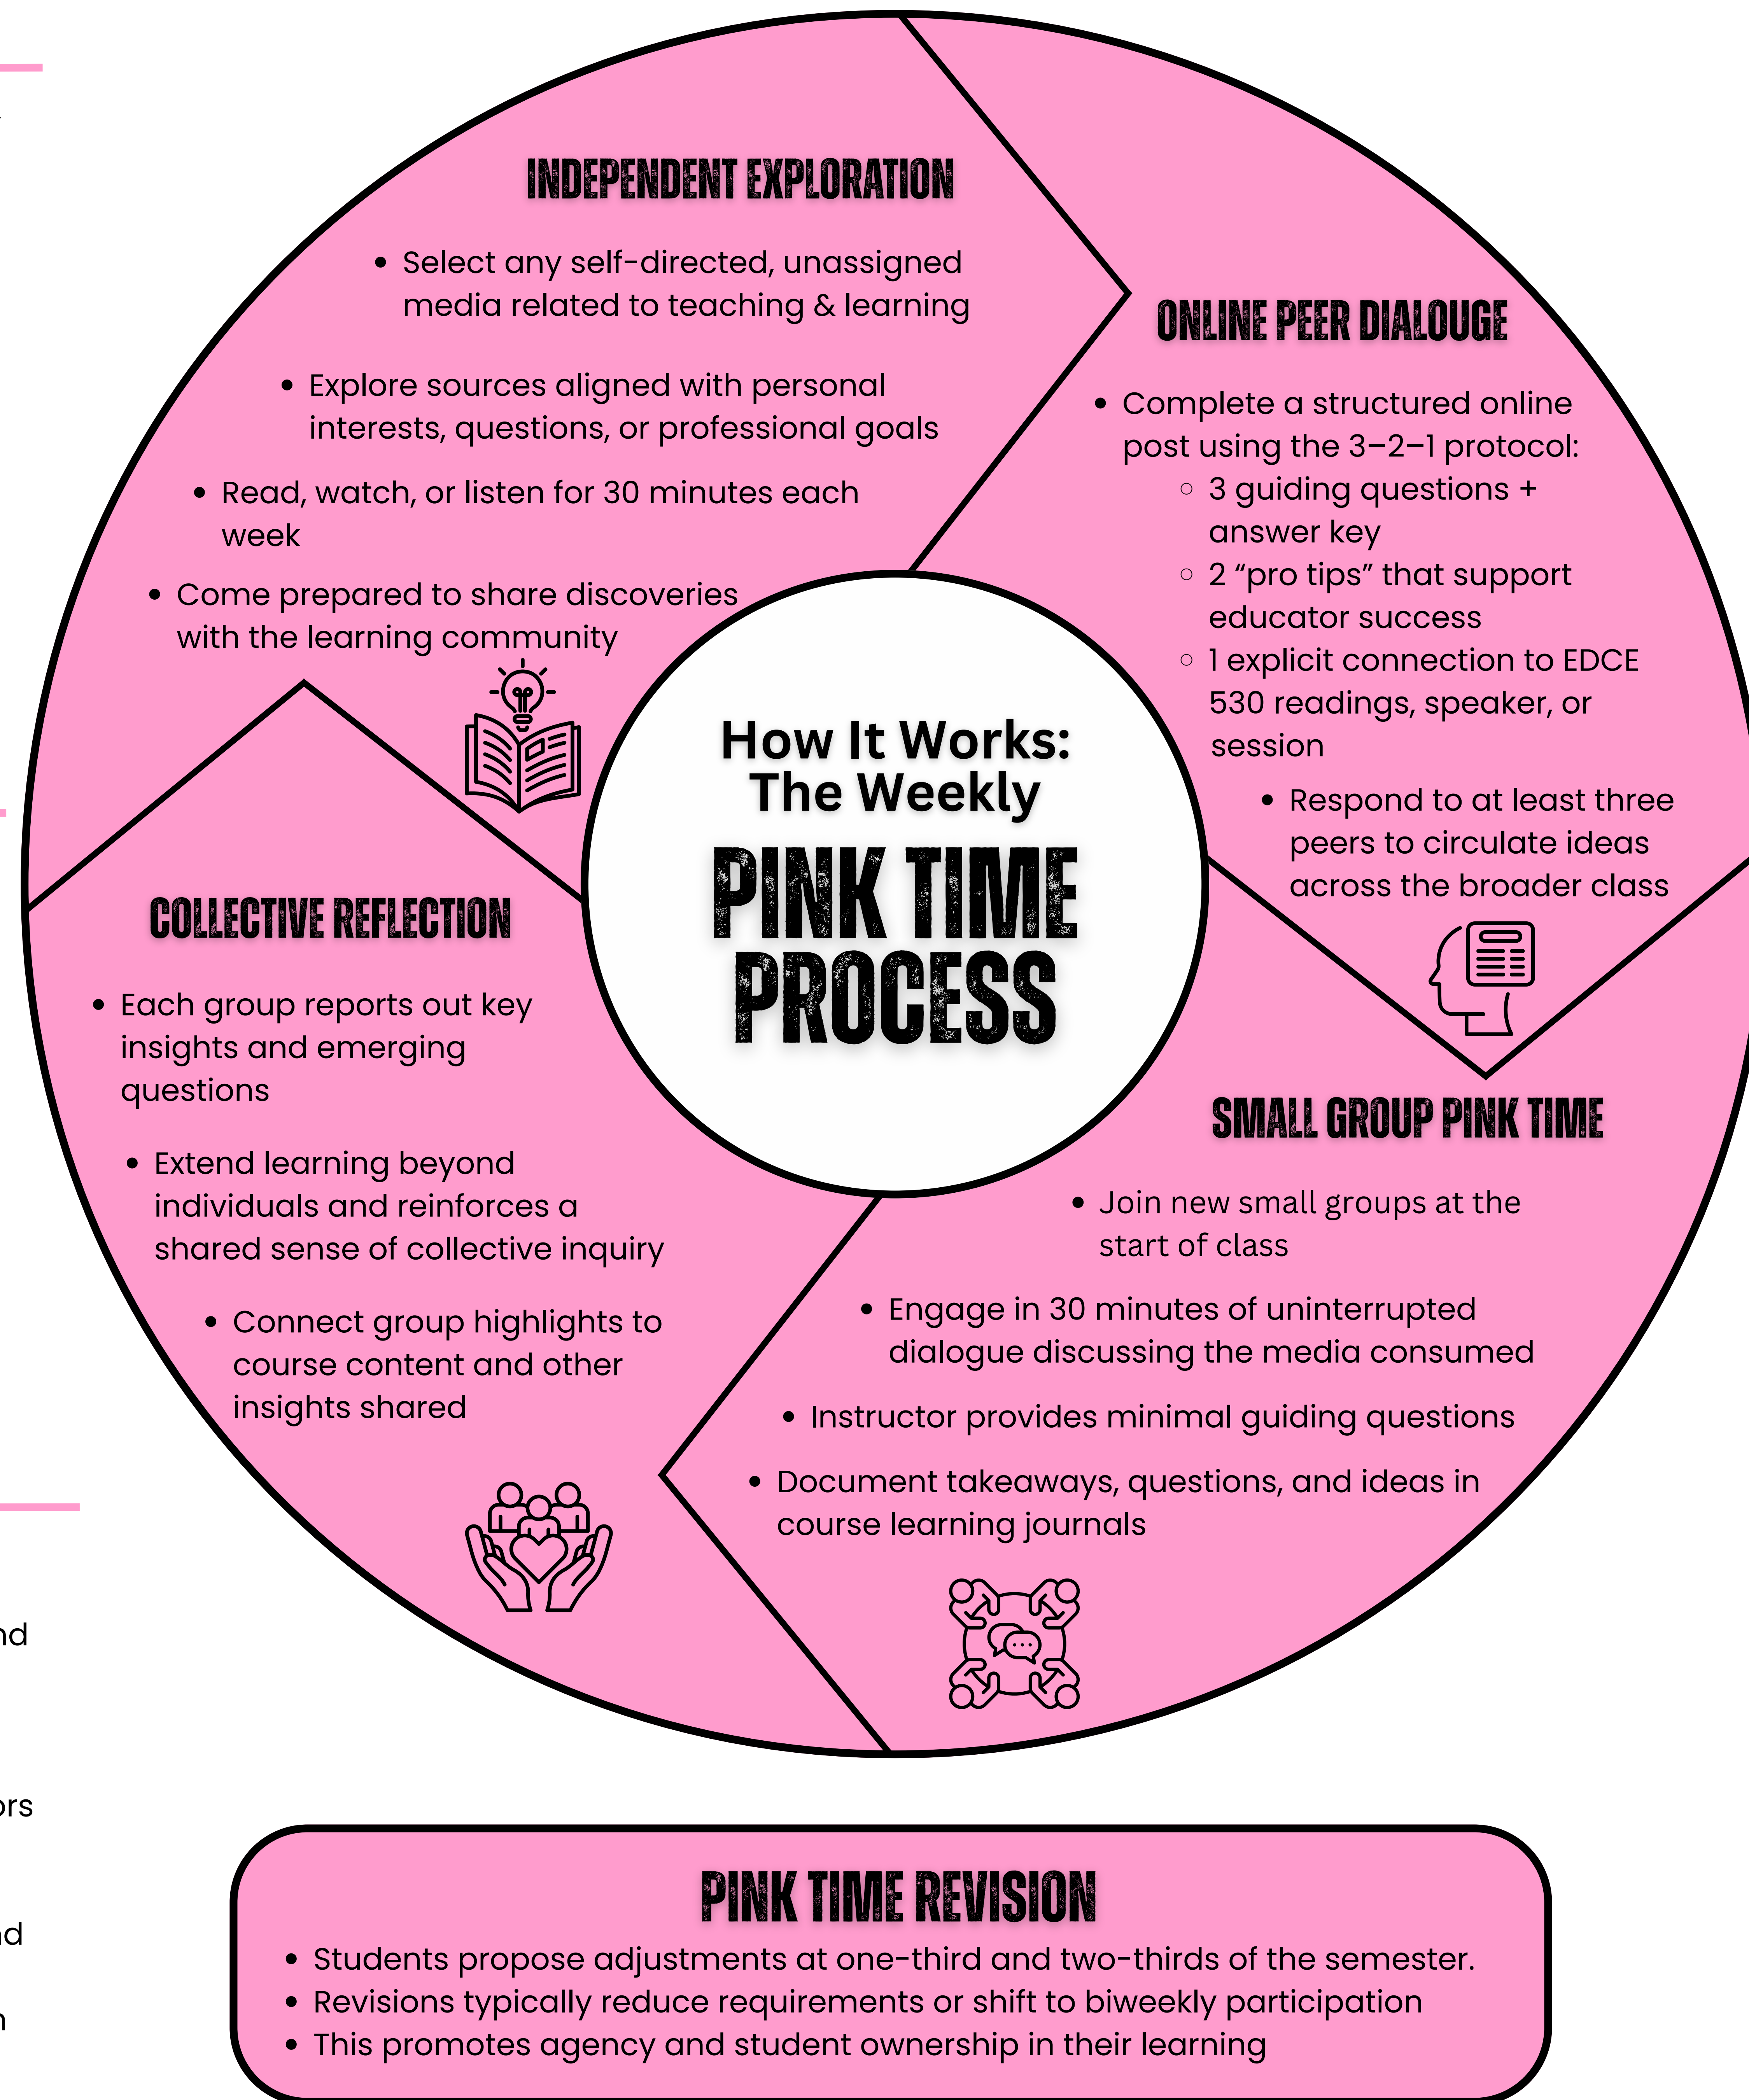 INDEPENDENT EXPLORATION
• Select any self-directed, unassigned
media related to teaching & learning
• Explore sources aligned with personal
interests, questions, or professional goals
• Read, watch, or listen for 30 minutes each
week
• Come prepared to share discoveries
with the learning community
ONLINE PEER DIALOUGE
• Complete a structured online
post using the 3–2–1 protocol:
○ 3 guiding questions +
answer key
○ 2 “pro tips” that support
educator success
○ 1 explicit connection to EDCE
530 readings, speaker, or
session
• Respond to at least three
peers to circulate ideas
across the broader class
How It Works:
The Weekly
PINK TIME
PROCESS
SMALL GROUP PINK TIME
• Join new small groups at the
start of class
• Engage in 30 minutes of uninterrupted
dialogue discussing the media consumed
• Instructor provides minimal guiding questions
• Document takeaways, questions, and ideas in
course learning journals
COLLECTIVE REFLECTION
• Each group reports out key
insights and emerging
questions
• Extend learning beyond
individuals and reinforces a
shared sense of collective inquiry
• Connect group highlights to
course content and other
insights shared
PINK TIME REVISION
• Students propose adjustments at one-third and two-thirds of the semester.
• Revisions typically reduce requirements or shift to biweekly participation
• This promotes agency and student ownership in their learning